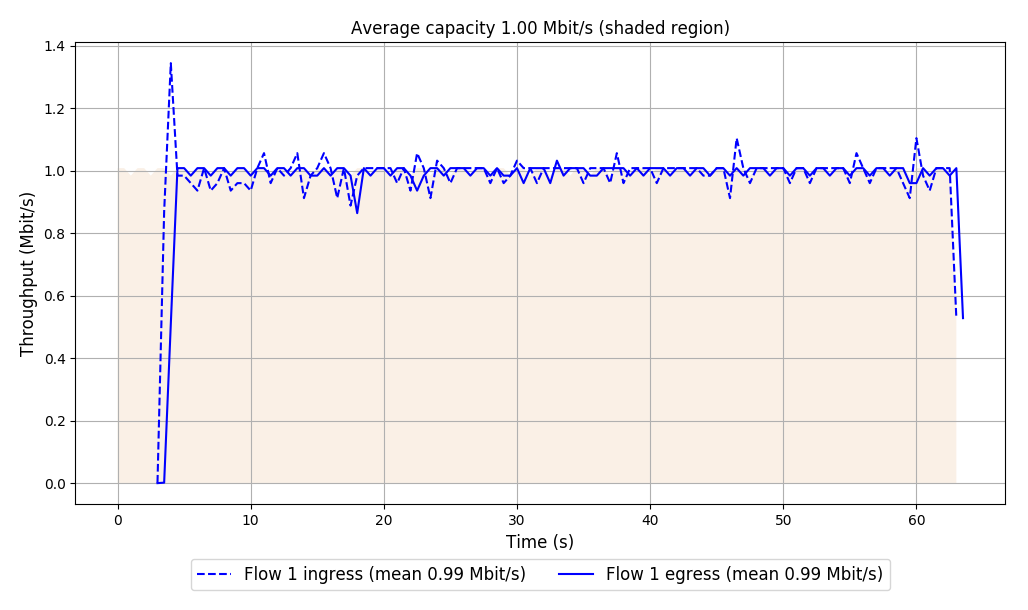 Average capacity 1.00 Mbit/s (shaded region)
1.4
1.2
1.0
0.8
0.6
0.4
0.2
0.0
Throughput (Mbit/s)
0 10 20 30 40 50 60
Time (s)
Flow 1 ingress (mean 0.99 Mbit/s) Flow 1 egress (mean 0.99 Mbit/s)